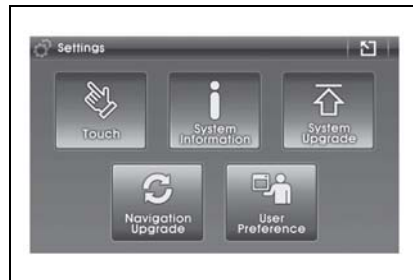 Settings
Touch
System
Information
System
Upgrade
Navigation
Upgrade
User
Preference